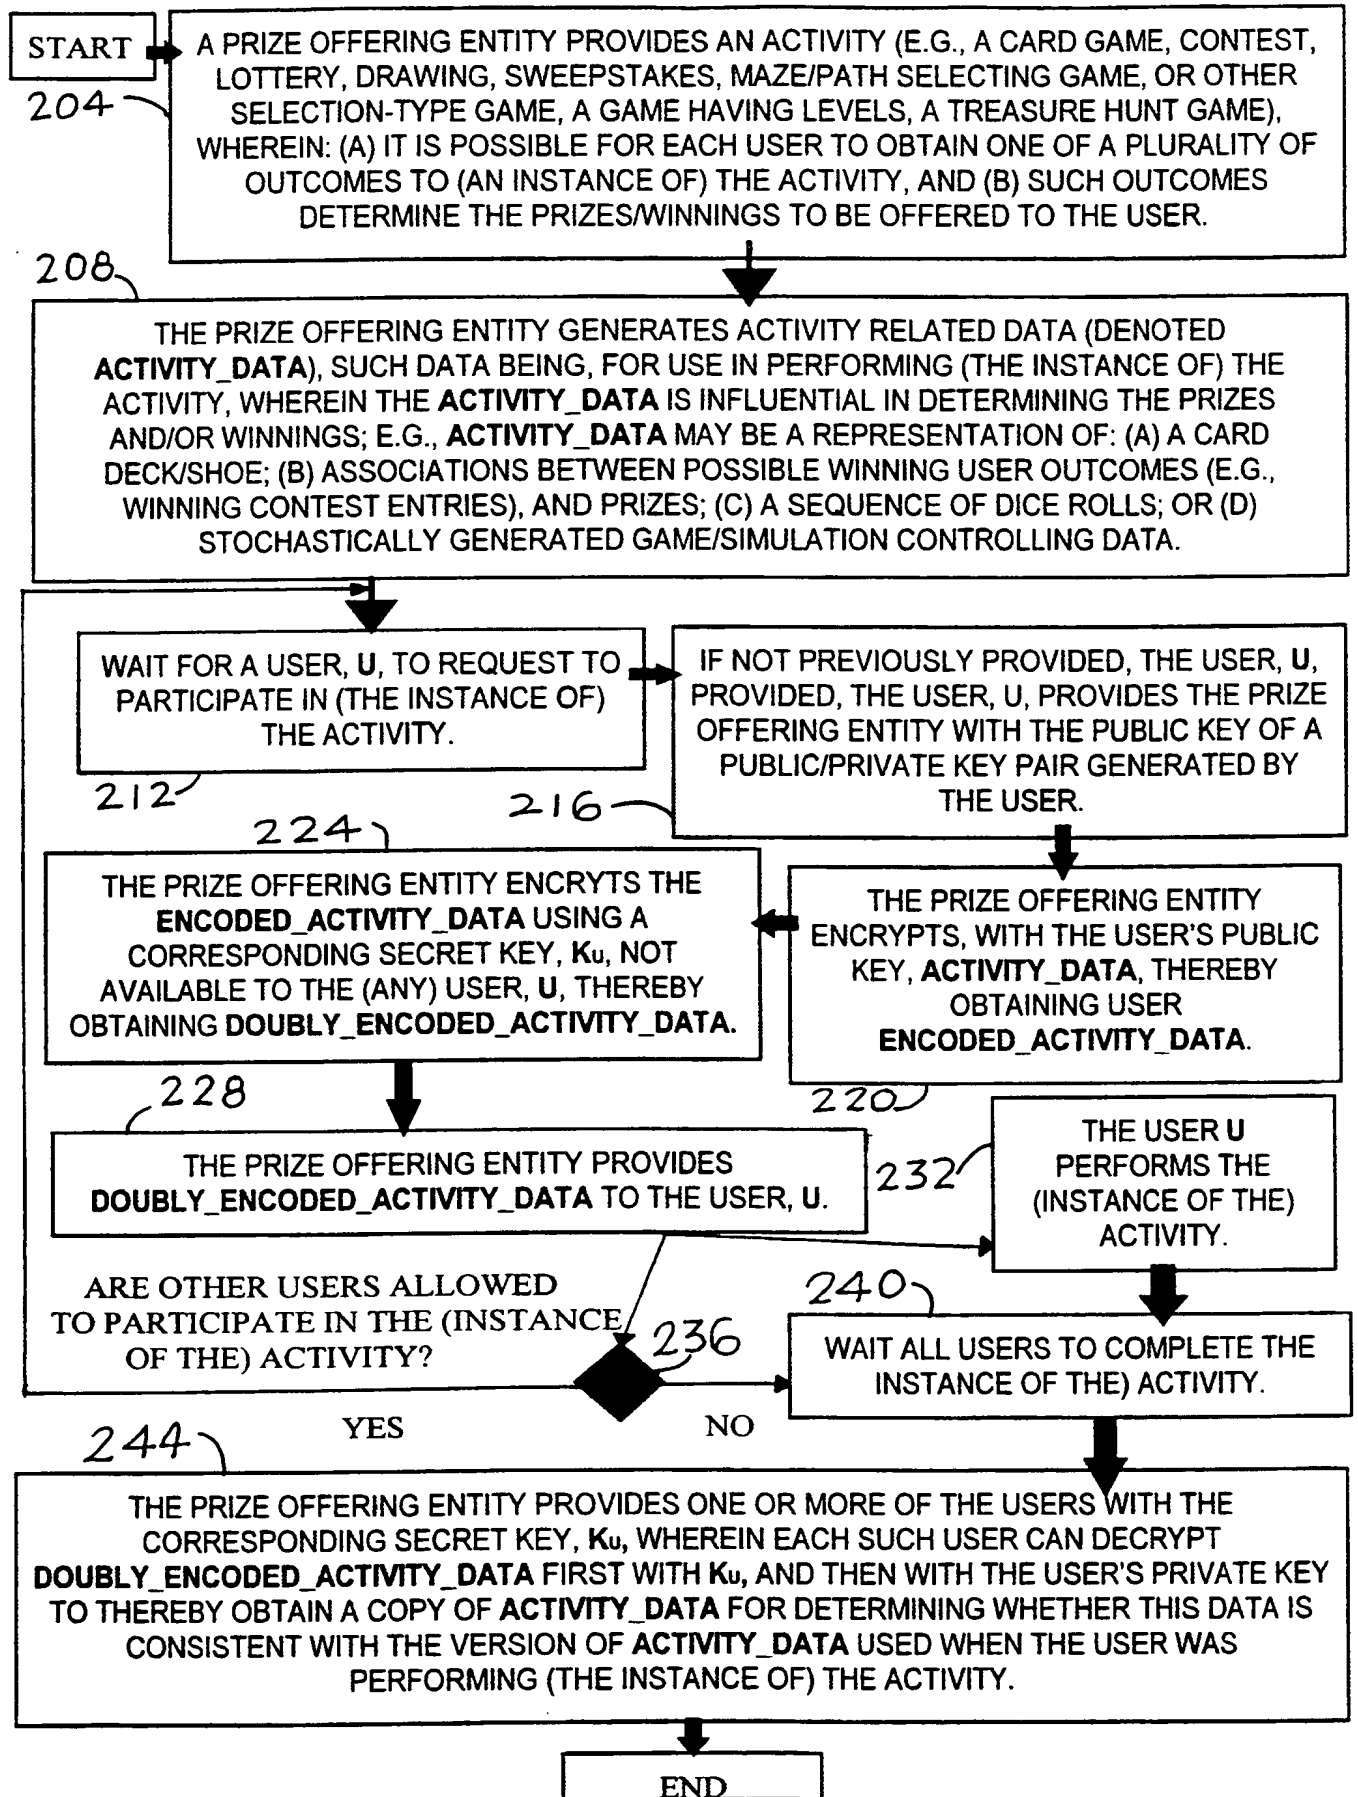 START
A PRIZE OFFERING ENTITY PROVIDES AN ACTIVITY (E.G., A CARD GAME, CONTEST,
LOTTERY, DRAWING, SWEEPSTAKES, MAZE/PATH SELECTING GAME, OR OTHER
SELECTION-TYPE GAME, A GAME HAVING LEVELS, A TREASURE HUNT GAME),
WHEREIN: (A) IT IS POSSIBLE FOR EACH USER TO OBTAIN ONE OF A PLURALITY OF
OUTCOMES TO (AN INSTANCE OF) THE ACTIVITY, AND (B) SUCH OUTCOMES
DETERMINE THE PRIZES/WINNINGS TO BE OFFERED TO THE USER.
204
208
THE PRIZE OFFERING ENTITY GENERATES ACTIVITY RELATED DATA (DENOTED
ACTIVITY_DATA), SUCH DATA BEING, FOR USE IN PERFORMING (THE INSTANCE OF) THE
ACTIVITY, WHEREIN THE ACTIVITY_DATA IS INFLUENTIAL IN DETERMINING THE PRIZES
AND/OR WINNINGS; E.G., ACTIVITY_DATA MAY BE A REPRESENTATION OF: (A) A CARD
DECK/SHOE; (B) ASSOCIATIONS BETWEEN POSSIBLE WINNING USER OUTCOMES (E.G.,
WINNING CONTEST ENTRIES), AND PRIZES; (C) A SEQUENCE OF DICE ROLLS; OR (D)
STOCHASTICALLY GENERATED GAME/SIMULATION CONTROLLING DATA.
WAIT FOR A USER, U, TO REQUEST TO
PARTICIPATE IN (THE INSTANCE OF)
THE ACTIVITY.
212
IF NOT PREVIOUSLY PROVIDED, THE USER, U,
PROVIDED, THE USER, U, PROVIDES THE PRIZE
OFFERING ENTITY WITH THE PUBLIC KEY OF A
PUBLIC/PRIVATE KEY PAIR GENERATED BY
THE USER.
216
224
THE PRIZE OFFERING ENTITY ENCRYTS THE
ENCODED_ACTIVITY_DATA USING A
CORRESPONDING SECRET KEY, Ku, NOT
AVAILABLE TO THE (ANY) USER, U, THEREBY
OBTAINING DOUBLY_ENCODED_ACTIVITY_DATA.
THE PRIZE OFFERING ENTITY
ENCRYPTS, WITH THE USER'S PUBLIC
KEY, ACTIVITY_DATA, THEREBY
OBTAINING USER
ENCODED_ACTIVITY_DATA.
220
228
THE PRIZE OFFERING ENTITY PROVIDES
DOUBLY_ENCODED_ACTIVITY_DATA TO THE USER, U.
232
THE USER U
PERFORMS THE
(INSTANCE OF THE)
ACTIVITY.
ARE OTHER USERS ALLOWED
TO PARTICIPATE IN THE (INSTANCE
OF THE) ACTIVITY?
236
240
WAIT ALL USERS TO COMPLETE THE
INSTANCE OF THE) ACTIVITY.
YES
NO
244
THE PRIZE OFFERING ENTITY PROVIDES ONE OR MORE OF THE USERS WITH THE
CORRESPONDING SECRET KEY, Ku, WHEREIN EACH SUCH USER CAN DECRYPT
DOUBLY_ENCODED_ACTIVITY_DATA FIRST WITH Ku, AND THEN WITH THE USER'S PRIVATE KEY
TO THEREBY OBTAIN A COPY OF ACTIVITY_DATA FOR DETERMINING WHETHER THIS DATA IS
CONSISTENT WITH THE VERSION OF ACTIVITY_DATA USED WHEN THE USER WAS
PERFORMING (THE INSTANCE OF) THE ACTIVITY.
END